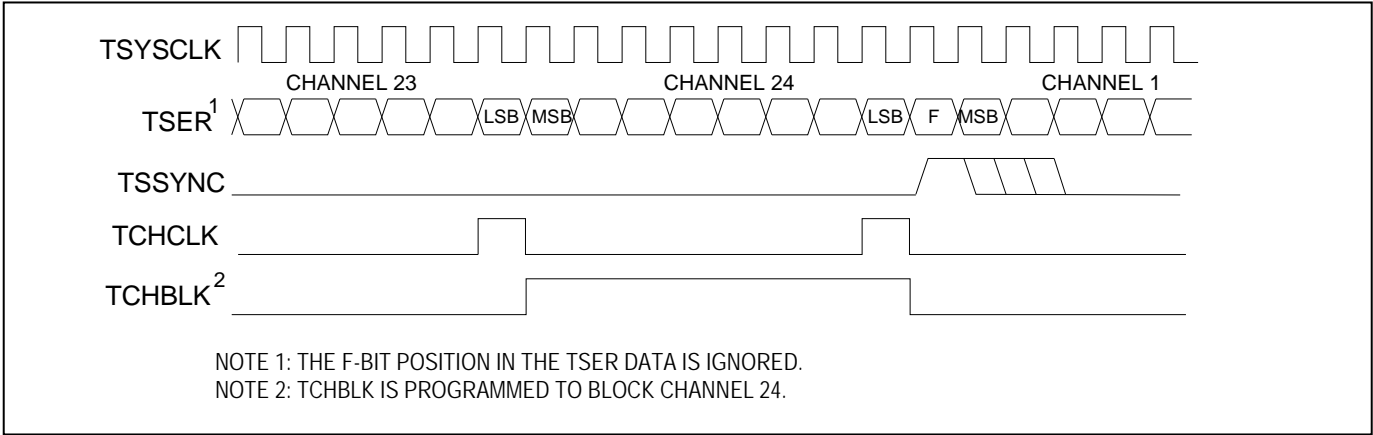 TSYSCLK
CHANNEL 23 CHANNEL 24 CHANNEL 1
TSER1 LSB MSB LSB F MSB
TSSYNC
TCHCLK
TCHBLK2
NOTE 1: THE F-BIT POSITION IN THE TSER DATA IS IGNORED.
NOTE 2: TCHBLK IS PROGRAMMED TO BLOCK CHANNEL 24.